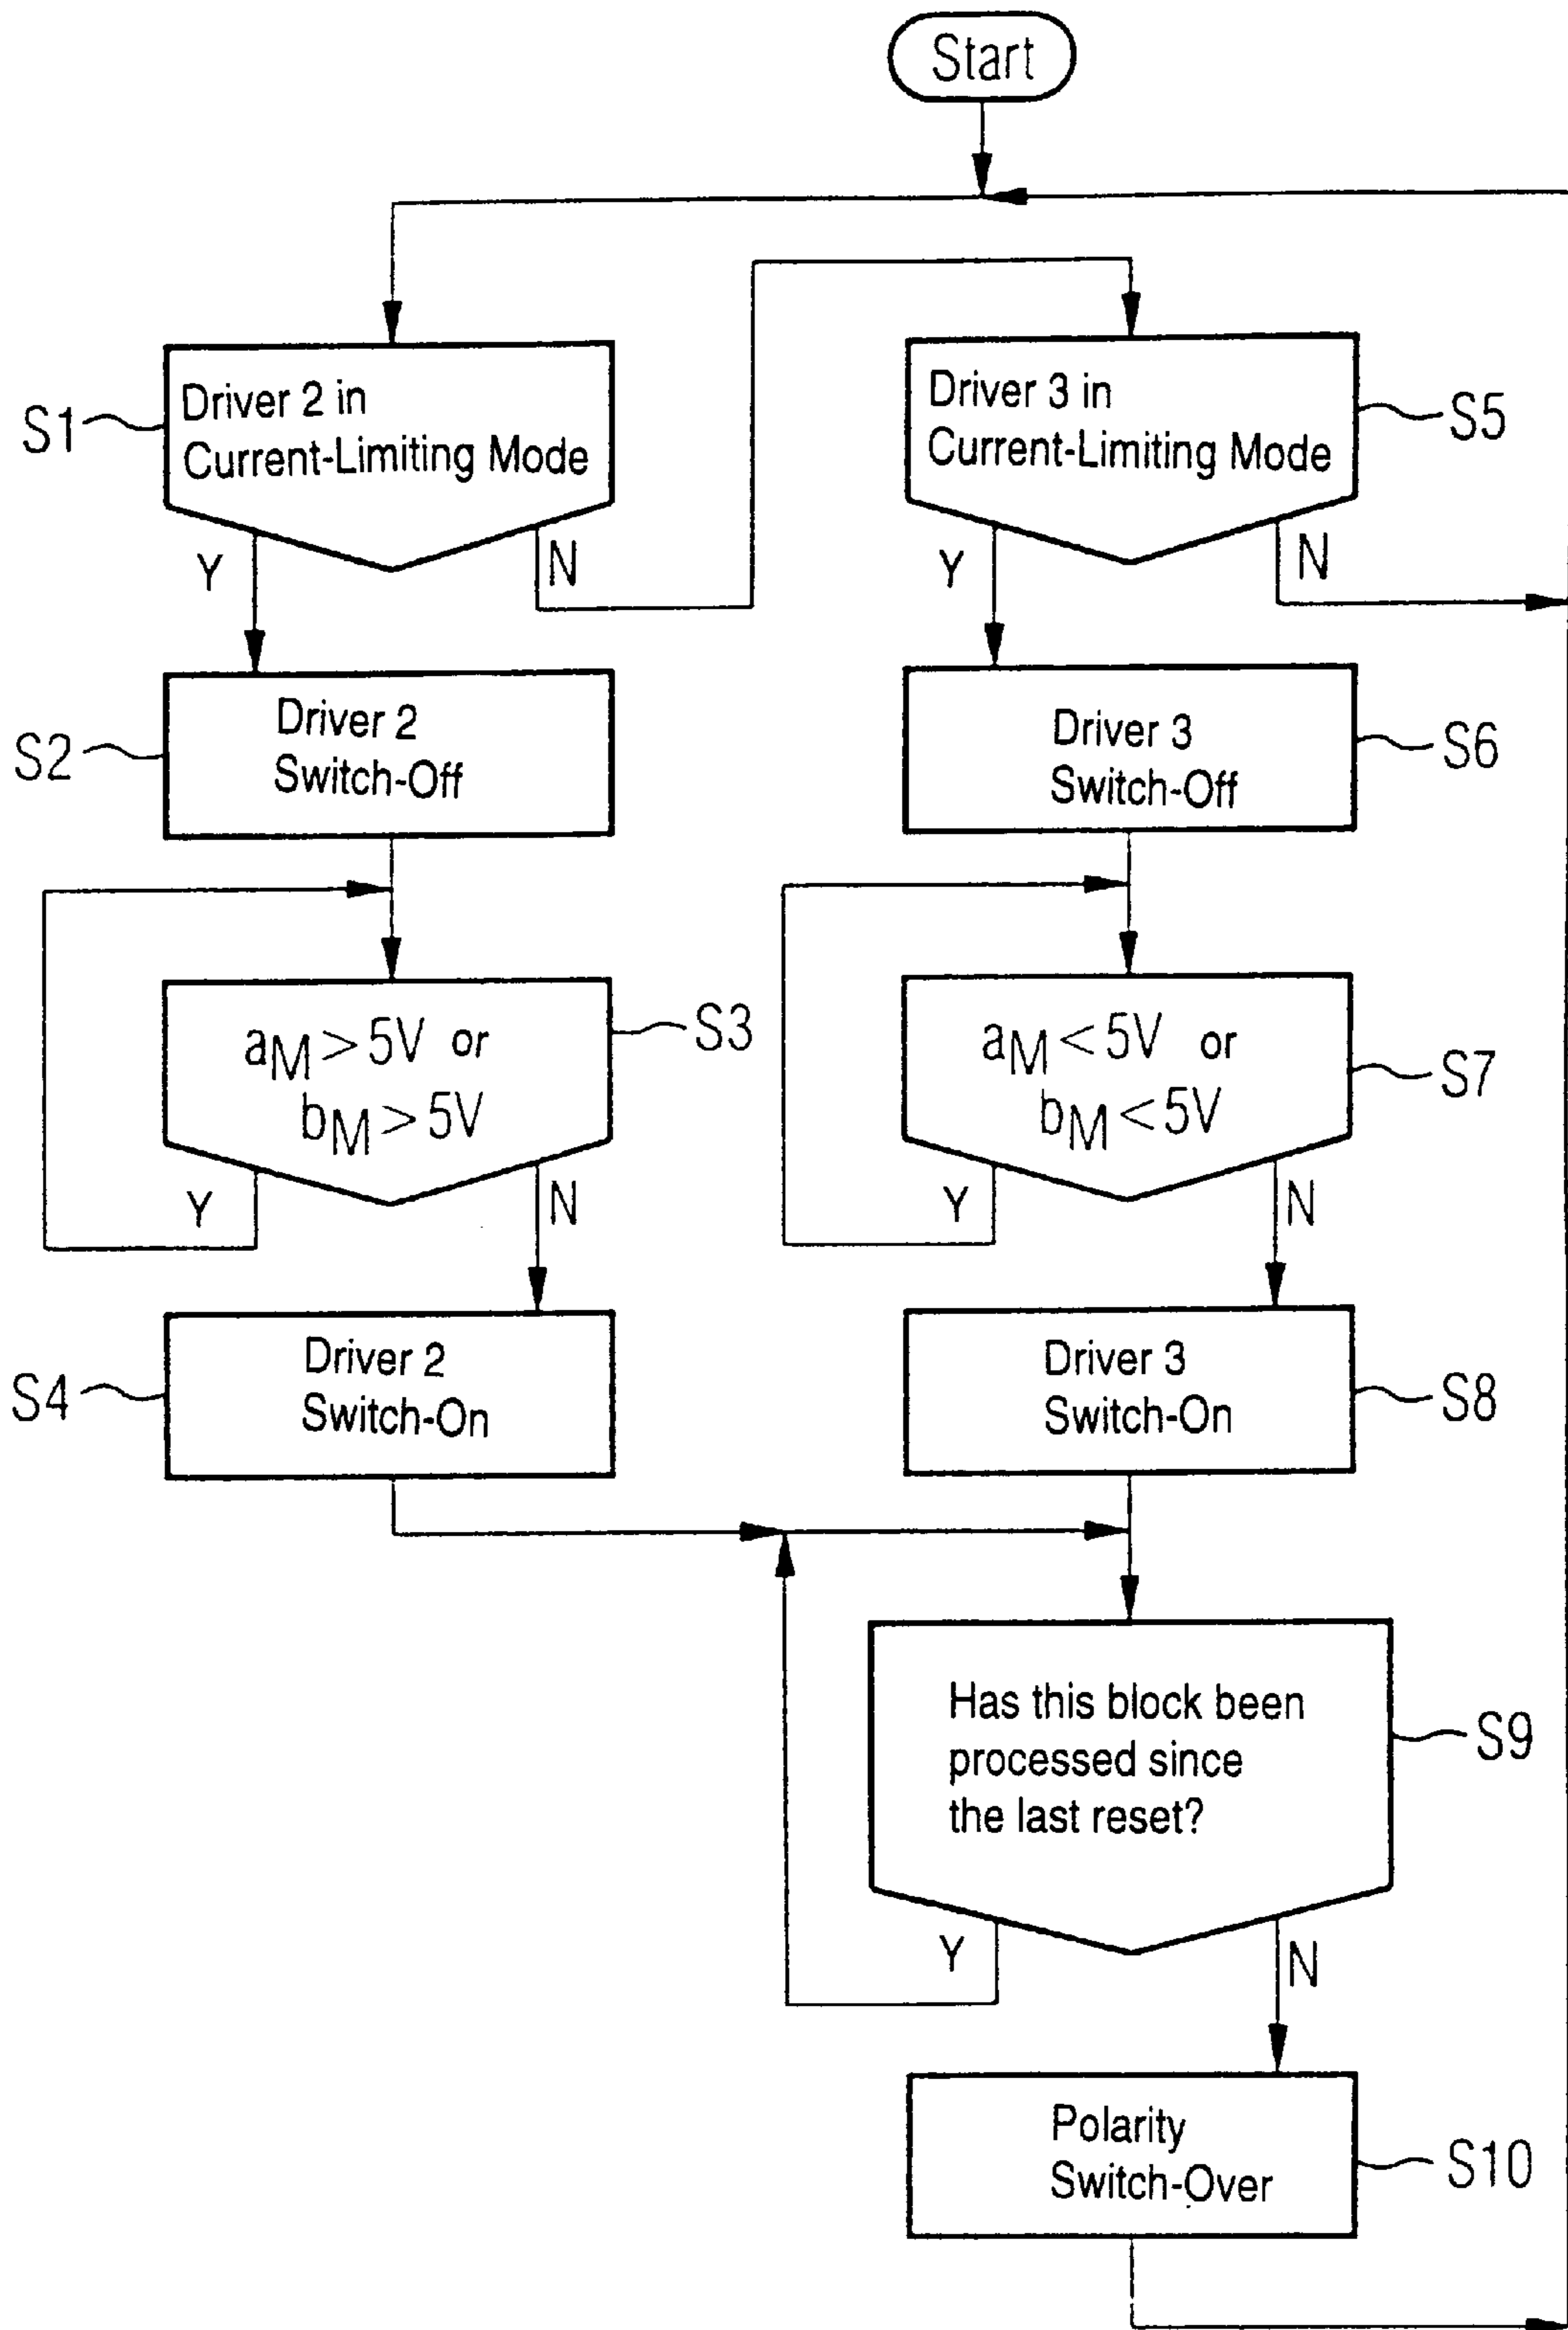 Start
S1
Driver 2 in
Current-Limiting Mode
Y
N
Driver 3 in
Current-Limiting Mode
S5
Y
N
S2
Driver 2
Switch-Off
Driver 3
Switch-Off
S6
aM > 5V or
bM > 5V
S3
Y
N
aM < 5V or
bM < 5V
S7
Y
N
S4
Driver 2
Switch-On
Driver 3
Switch-On
S8
Has this block been
processed since
the last reset?
S9
Y
N
Polarity
Switch-Over
S10